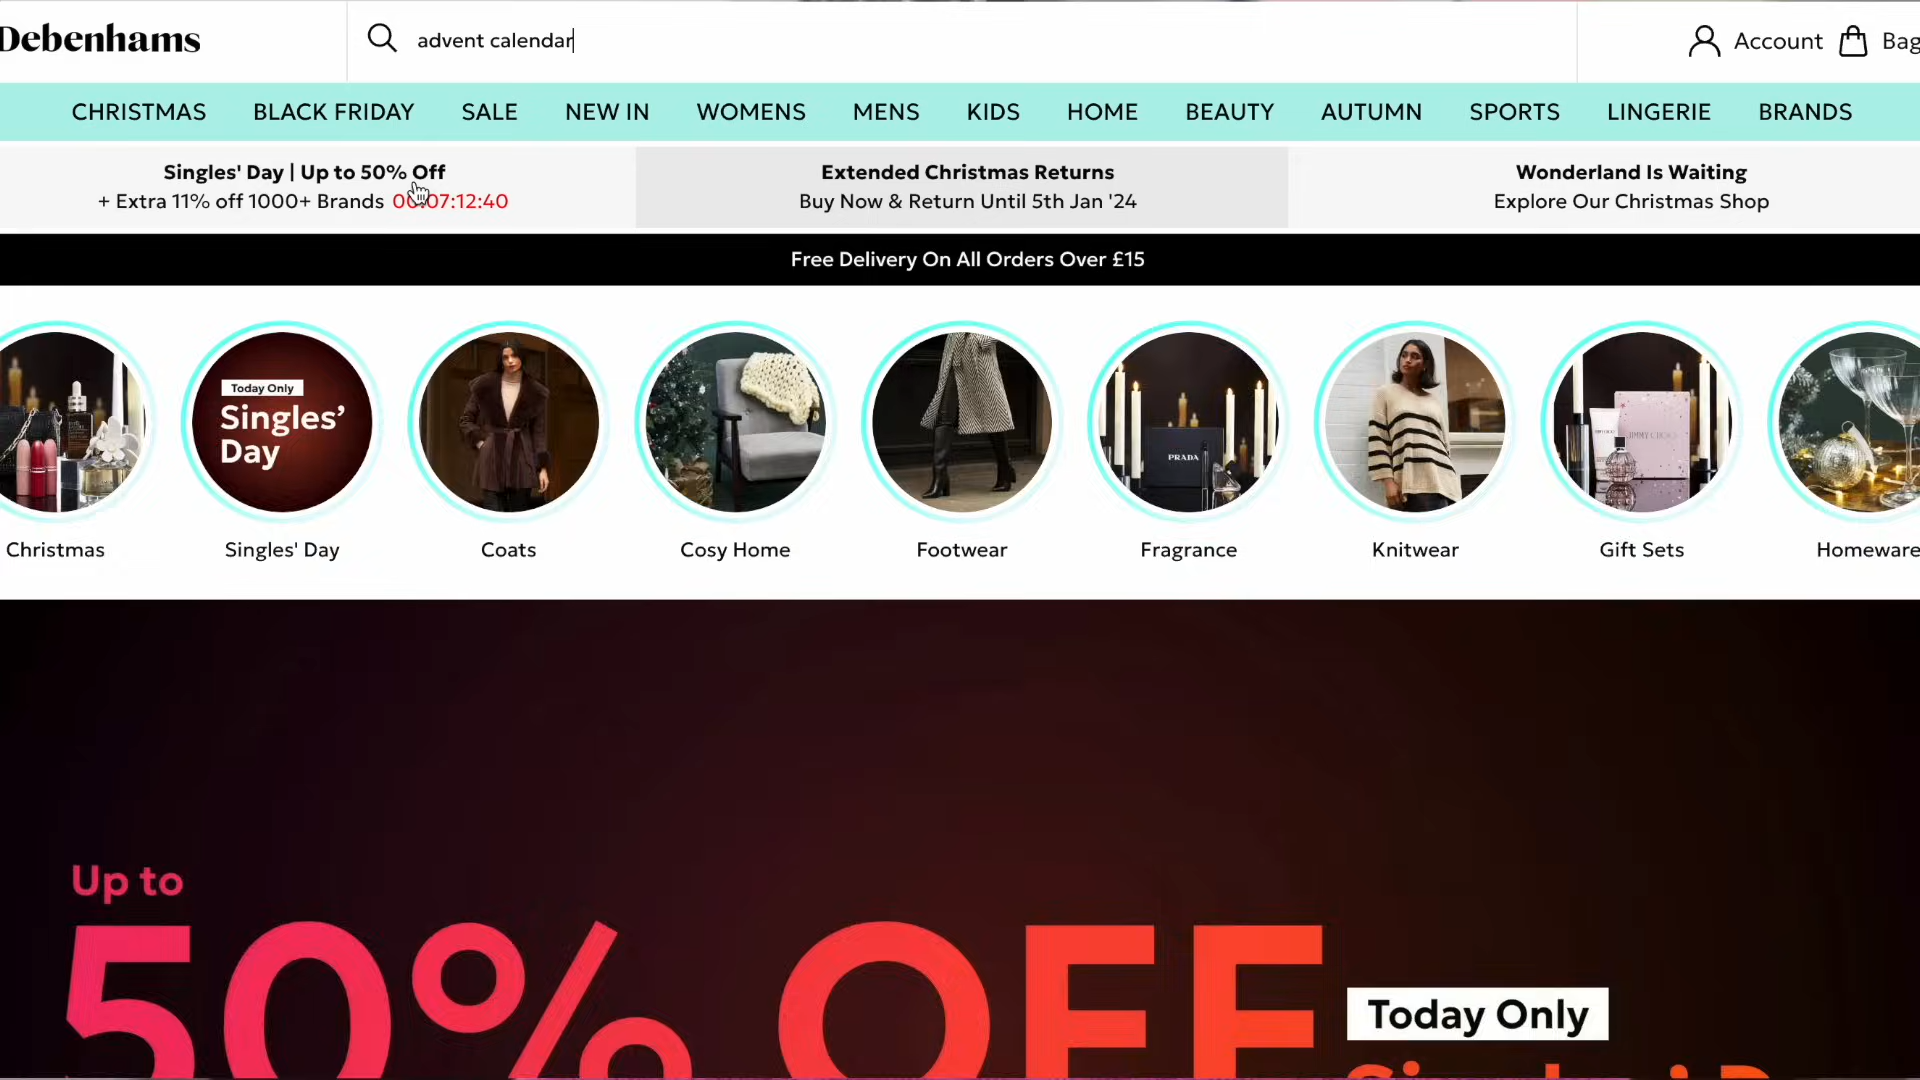 Debenhams
advent calendar
Account
Bag
CHRISTMAS BLACK FRIDAY SALE NEW IN WOMENS MENS KIDS HOME BEAUTY AUTUMN SPORTS LINGERIE BRANDS
Singles' Day | Up to 50% Off
+ Extra 11% off 1000+ Brands 00:07:12:40
Extended Christmas Returns
Buy Now & Return Until 5th Jan '24
Wonderland Is Waiting
Explore Our Christmas Shop
Free Delivery On All Orders Over £15
Today Only
Singles’
Day
PRADA
JIMMY CHOO
Christmas Singles' Day Coats Cosy Home Footwear Fragrance Knitwear Gift Sets Homeware
Up to
50% OFF
Today Only